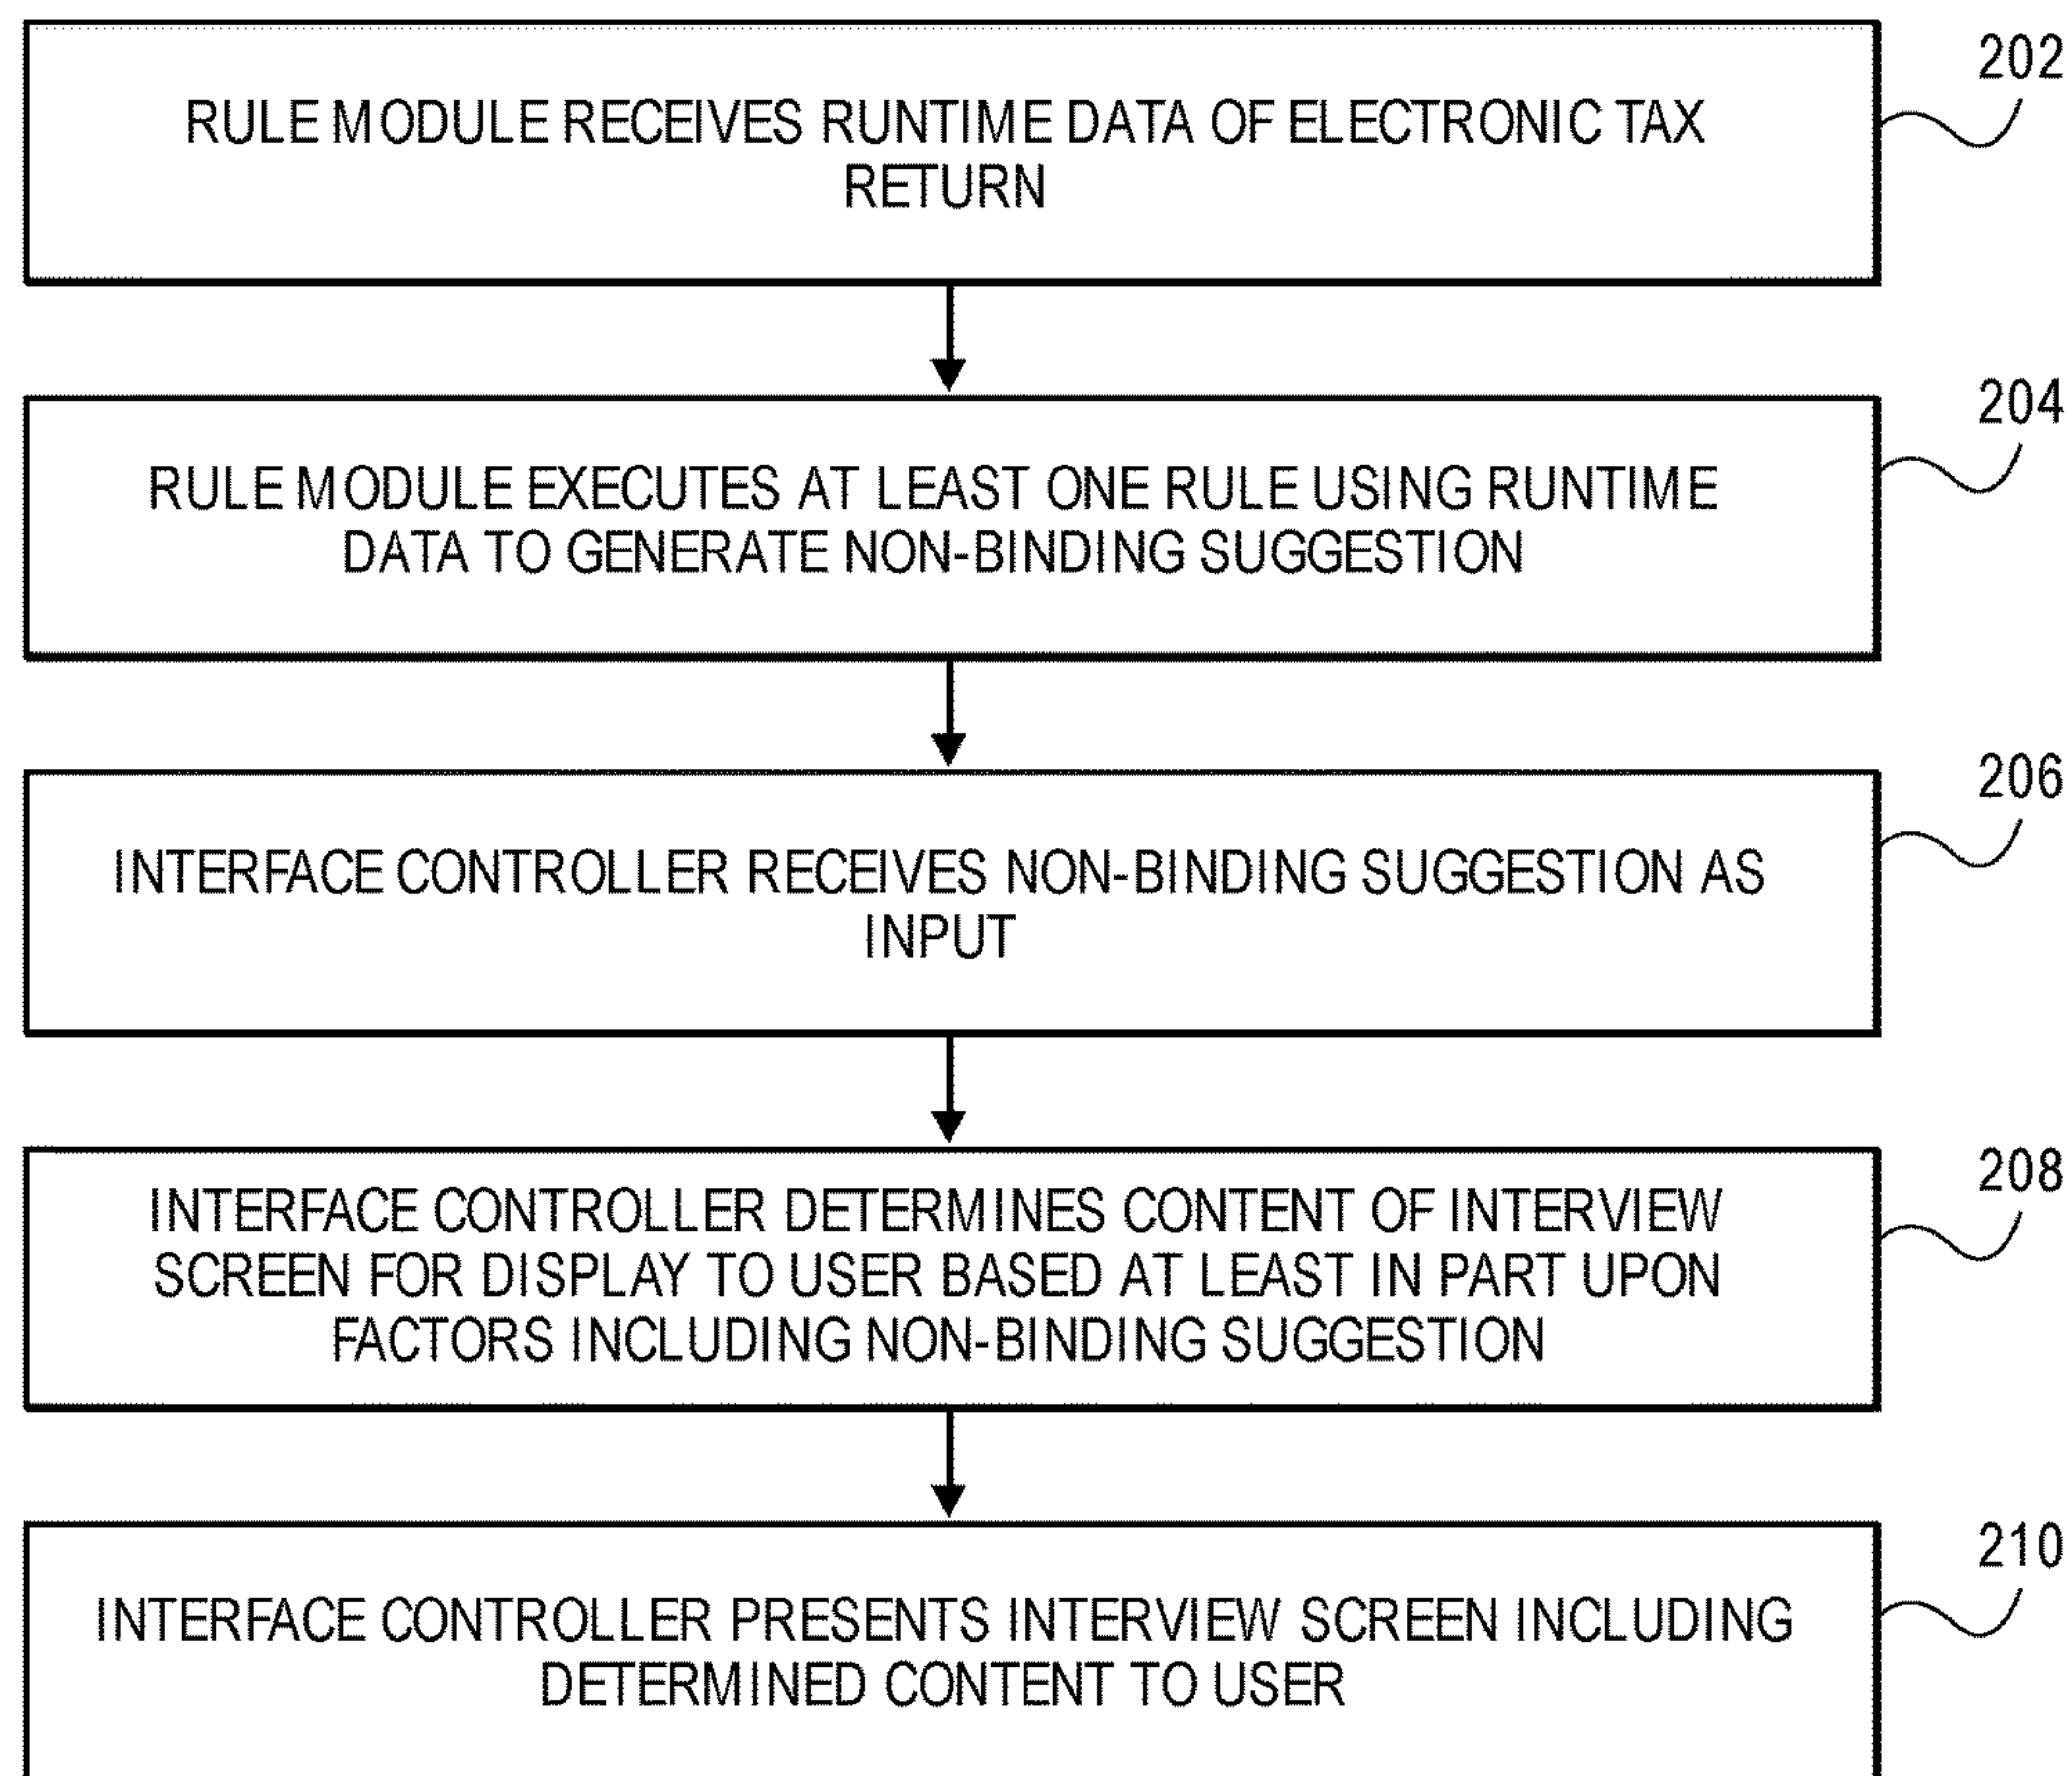 202
RULE MODULE RECEIVES RUNTIME DATA OF ELECTRONIC TAX
RETURN
204
RULE MODULE EXECUTES AT LEAST ONE RULE USING RUNTIME
DATA TO GENERATE NON-BINDING SUGGESTION
206
INTERFACE CONTROLLER RECEIVES NON-BINDING SUGGESTION AS
INPUT
208
INTERFACE CONTROLLER DETERMINES CONTENT OF INTERVIEW
SCREEN FOR DISPLAY TO USER BASED AT LEAST IN PART UPON
FACTORS INCLUDING NON-BINDING SUGGESTION
210
INTERFACE CONTROLLER PRESENTS INTERVIEW SCREEN INCLUDING
DETERMINED CONTENT TO USER